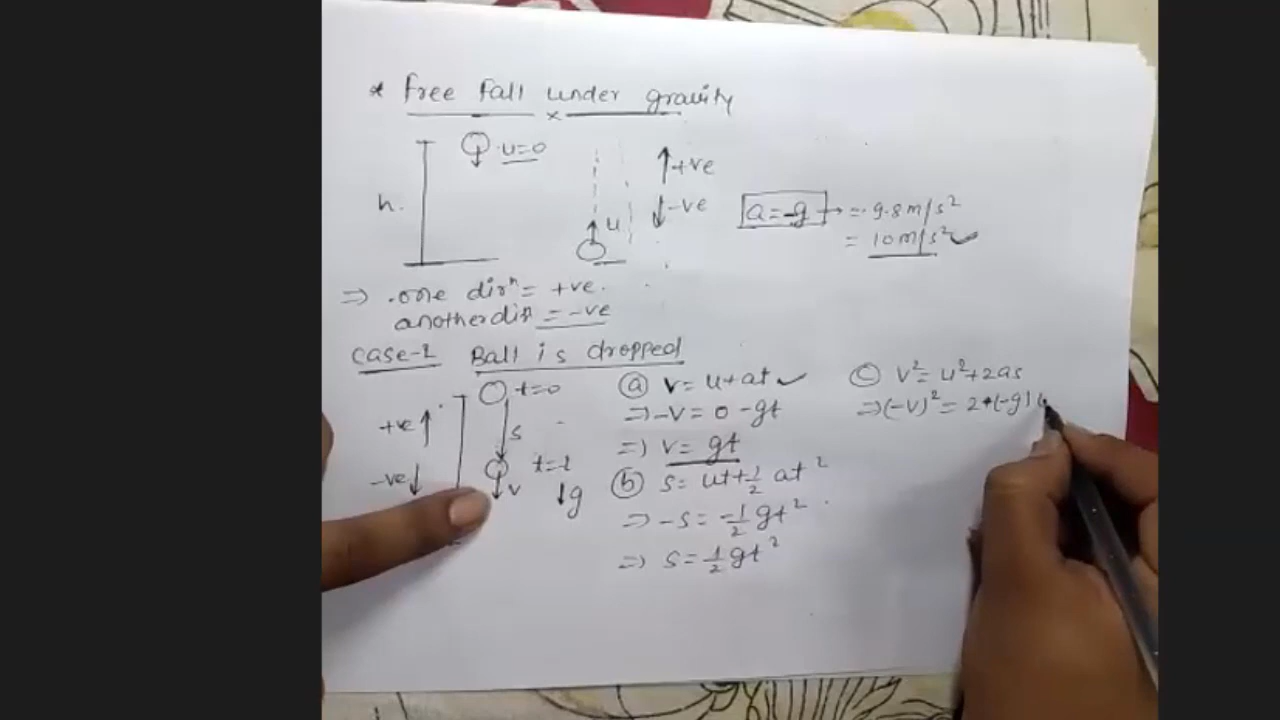 * Free Fall under gravity
u=0
h.
u
↑+ve
↓-ve
a=-g → = 9.8m/s²
= 10m/s²
⇒ one dirⁿ = +ve.
another dirⁿ = -ve
Case-1 Ball is dropped
t=0
+ve↑
s
-ve↓
v
↓g
ⓐ v = u+at
⇒ -v = 0 -gt
⇒ v = gt
ⓑ s = ut+1/2 at²
⇒ -s = -1/2 gt²
⇒ s = 1/2 gt²
ⓒ v² = u²+2as
⇒ (-v)² = 2*(-g) (